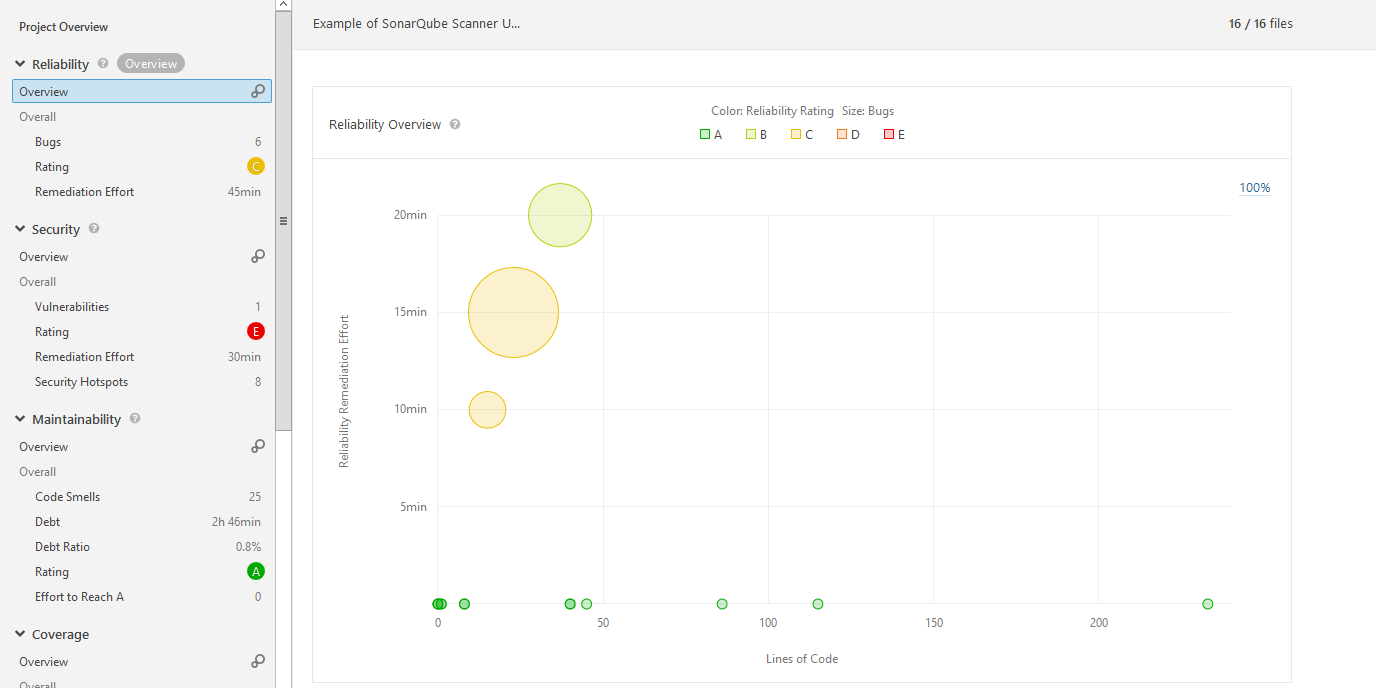 Project Overview
Reliability ? Overview
Overview
Overall
Bugs 6
Rating C
Remediation Effort 45min
Security ?
Overview
Overall
Vulnerabilities 1
Rating E
Remediation Effort 30min
Security Hotspots 8
Maintainability ?
Overview
Overall
Code Smells 25
Debt 2h 46min
Debt Ratio 0.8%
Rating A
Effort to Reach A 0
Coverage
Overview
Overall
Example of SonarQube Scanner U...
16 / 16 files
Reliability Overview ?
Color: Reliability Rating Size: Bugs
A B C D E
100%
20min
15min
10min
5min
Reliability Remediation Effort
0 50 100 150 200
Lines of Code